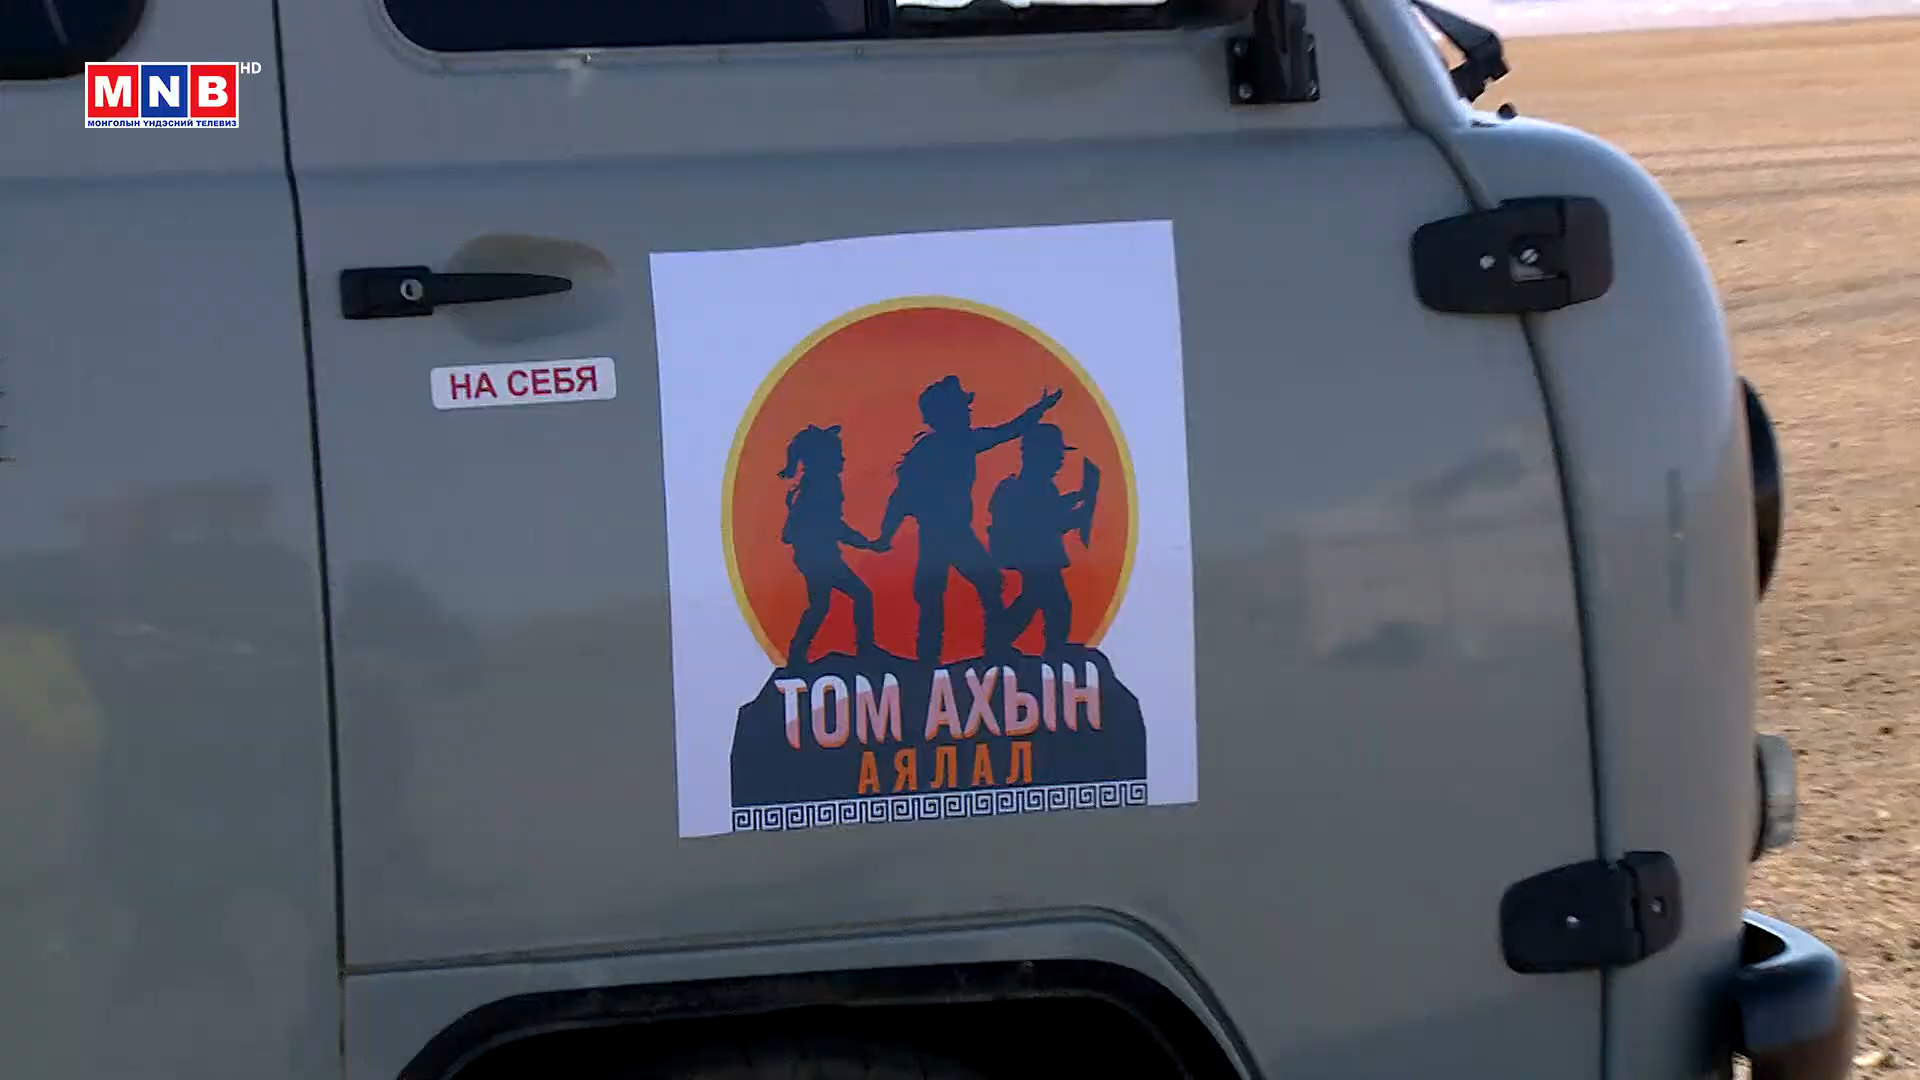 MNB HD
МОНГОЛЫН ҮНДЭСНИЙ ТЕЛЕВИЗ
НА СЕБЯ
ТОМ АХЫН
АЯЛАЛ